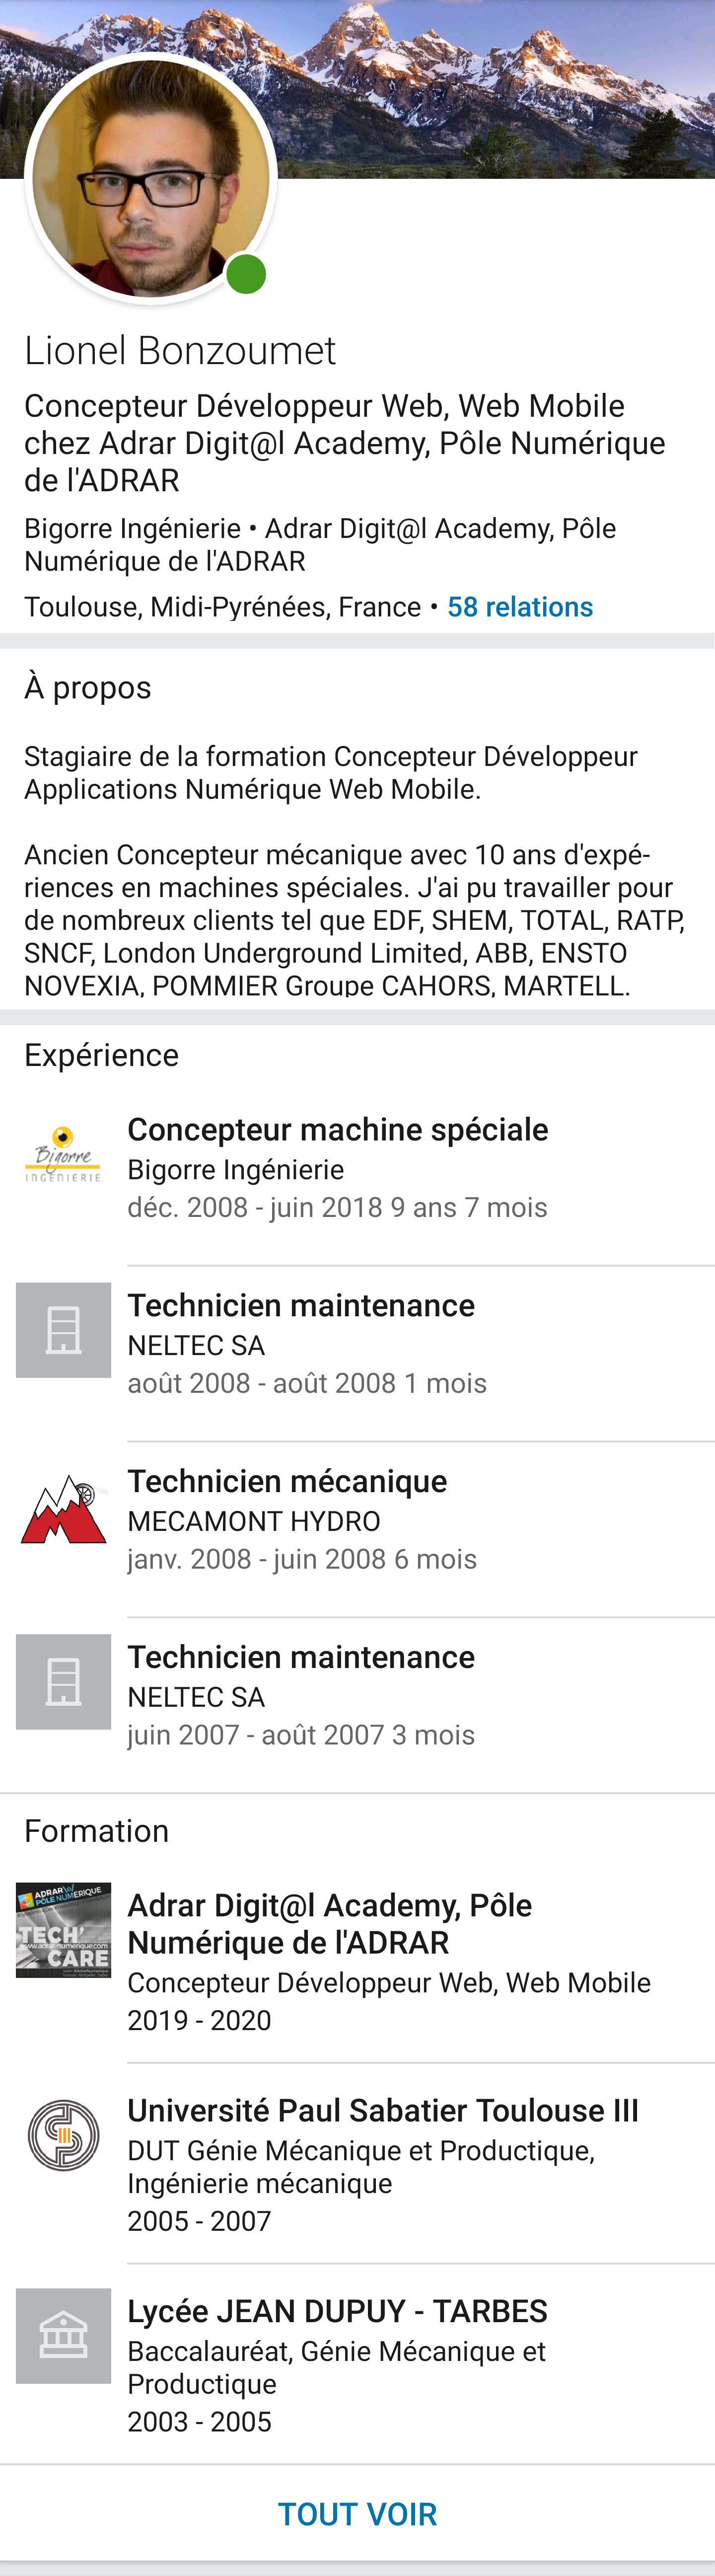 Lionel Bonzoumet
Concepteur Développeur Web, Web Mobile
chez Adrar Digit@l Academy, Pôle Numérique
de l'ADRAR
Bigorre Ingénierie • Adrar Digit@l Academy, Pôle
Numérique de l'ADRAR
Toulouse, Midi-Pyrénées, France • 58 relations
À propos
Stagiaire de la formation Concepteur Développeur
Applications Numérique Web Mobile.
Ancien Concepteur mécanique avec 10 ans d'expé-
riences en machines spéciales. J'ai pu travailler pour
de nombreux clients tel que EDF, SHEM, TOTAL, RATP,
SNCF, London Underground Limited, ABB, ENSTO
NOVEXIA, POMMIER Groupe CAHORS, MARTELL.
Expérience
Bigorre
INGÉNIERIE
Concepteur machine spéciale
Bigorre Ingénierie
déc. 2008 - juin 2018 9 ans 7 mois
Technicien maintenance
NELTEC SA
août 2008 - août 2008 1 mois
Technicien mécanique
MECAMONT HYDRO
janv. 2008 - juin 2008 6 mois
Technicien maintenance
NELTEC SA
juin 2007 - août 2007 3 mois
Formation
ADRAR
PÔLE NUMERIQUE
TECH'
www.adrar-numerique.com
CARE
Adrar Digit@l Academy, Pôle
Numérique de l'ADRAR
Concepteur Développeur Web, Web Mobile
2019 - 2020
Université Paul Sabatier Toulouse III
DUT Génie Mécanique et Productique,
Ingénierie mécanique
2005 - 2007
Lycée JEAN DUPUY - TARBES
Baccalauréat, Génie Mécanique et
Productique
2003 - 2005
TOUT VOIR